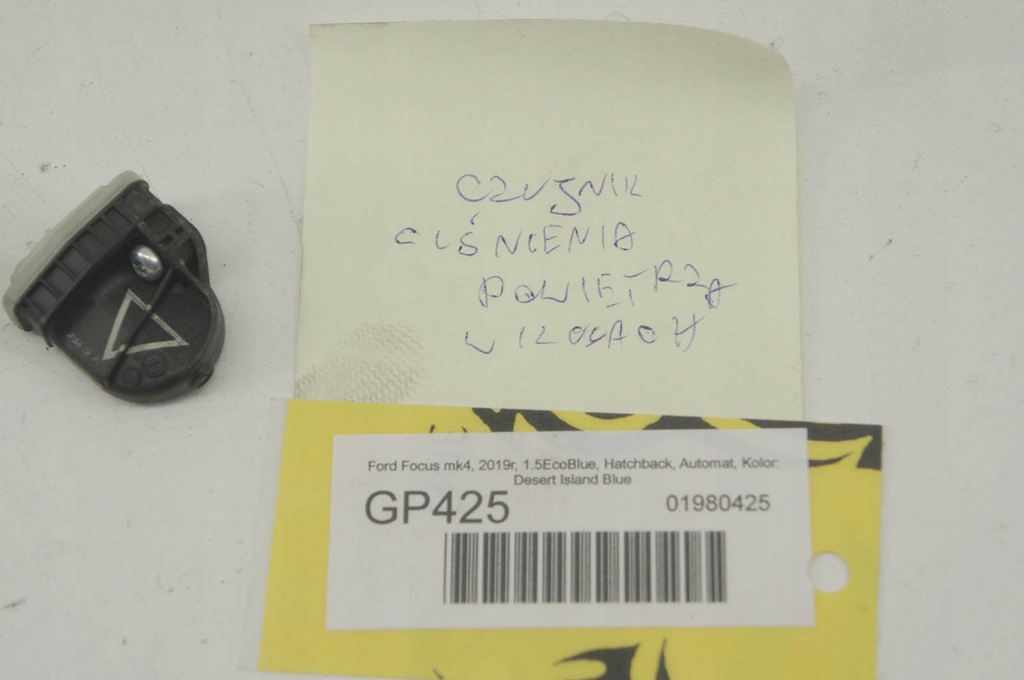 CZUJNIK
CIŚNIENIA
POWIETRZA
W KOŁACH
Ford Focus mk4, 2019r, 1.5EcoBlue, Hatchback, Automat, Kolor:
Desert Island Blue
GP425
01980425